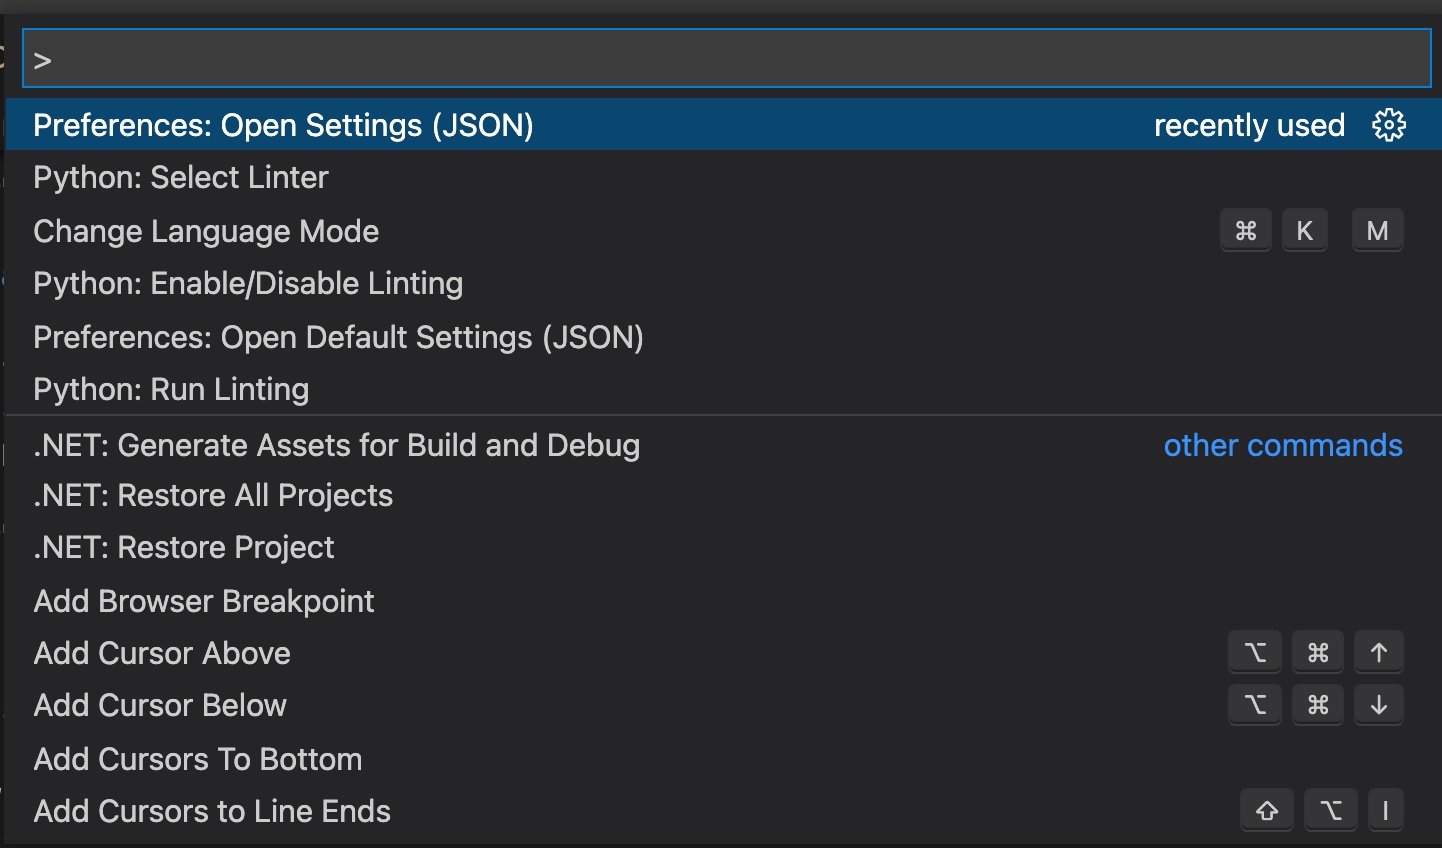 >
Preferences: Open Settings (JSON) recently used
Python: Select Linter
Change Language Mode ⌘ K M
Python: Enable/Disable Linting
Preferences: Open Default Settings (JSON)
Python: Run Linting
.NET: Generate Assets for Build and Debug other commands
.NET: Restore All Projects
.NET: Restore Project
Add Browser Breakpoint
Add Cursor Above ⌥ ⌘ ↑
Add Cursor Below ⌥ ⌘ ↓
Add Cursors To Bottom
Add Cursors to Line Ends ⇧ ⌥ I